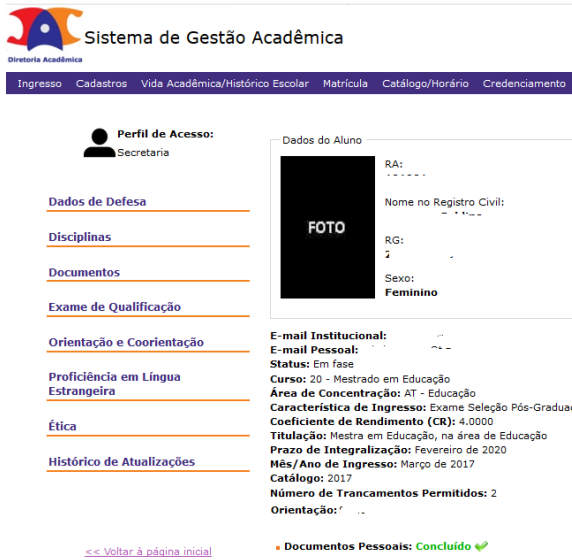 Sistema de Gestão Acadêmica
Diretoria Acadêmica
Ingresso Cadastros Vida Acadêmica/Histórico Escolar Matrícula Catálogo/Horário Credenciamento
Perfil de Acesso:
Secretaria
Dados de Defesa
Disciplinas
Documentos
Exame de Qualificação
Orientação e Coorientação
Proficiência em Língua
Estrangeira
Ética
Histórico de Atualizações
<< Voltar à página inicial
Dados do Aluno
FOTO
RA:
Nome no Registro Civil:
RG:
Sexo:
Feminino
E-mail Institucional:
E-mail Pessoal:
Status: Em fase
Curso: 20 - Mestrado em Educação
Área de Concentração: AT - Educação
Característica de Ingresso: Exame Seleção
Coeficiente de Rendimento (CR): 4.0000
Titulação: Mestra em Educação, na área de Educação
Prazo de Integralização: Fevereiro de 2020
Mês/Ano de Ingresso: Março de 2017
Catálogo: 2017
Número de Trancamentos Permitidos: 2
Orientação:
Documentos Pessoais: Concluído